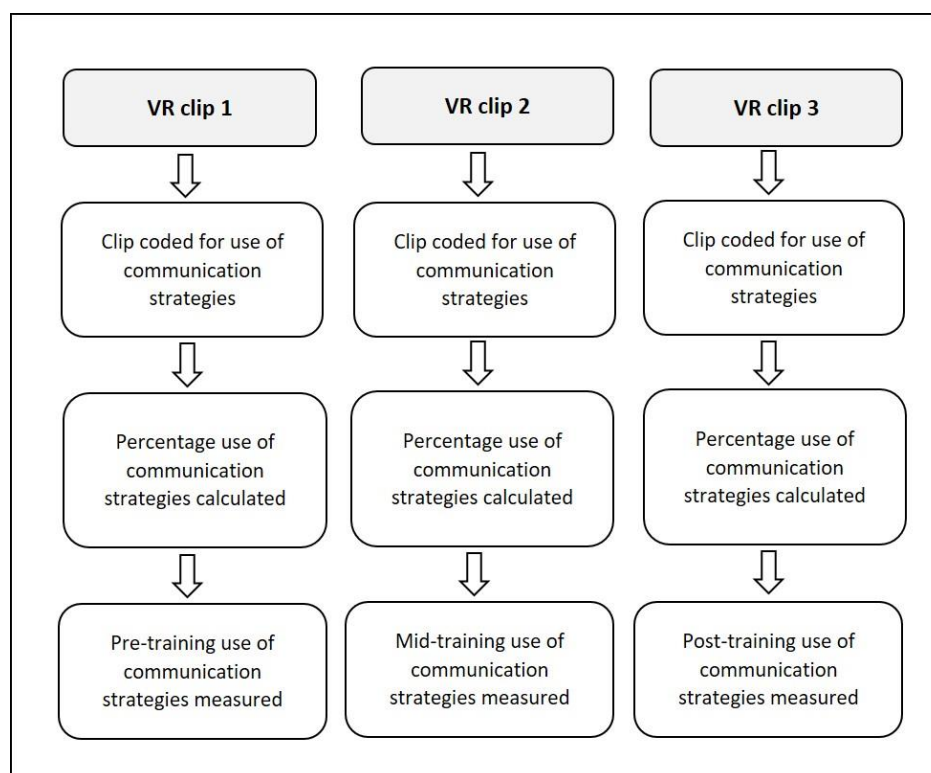 VR clip 1
VR clip 2
VR clip 3
Clip coded for use of
communication
strategies
Clip coded for use of
communication
strategies
Clip coded for use of
communication
strategies
Percentage use of
communication
strategies calculated
Percentage use of
communication
strategies calculated
Percentage use of
communication
strategies calculated
Pre-training use of
communication
strategies measured
Mid-training use of
communication
strategies measured
Post-training use of
communication
strategies measured